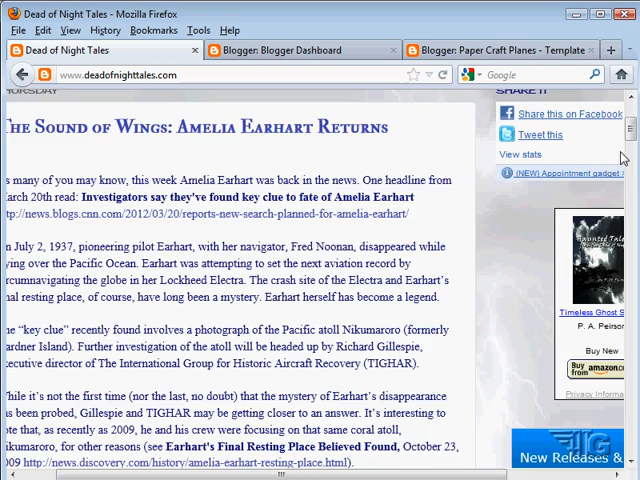 Dead of Night Tales - Mozilla Firefox
File Edit View History Bookmarks Tools Help
Dead of Night Tales
Blogger: Blogger Dashboard
Blogger: Paper Craft Planes - Template
www.deadofnighttales.com
Google
HURSDAY
SHARE IT
Share this on Facebook
Tweet this
View stats
(NEW) Appointment gadget >
he Sound of Wings: Amelia Earhart Returns
s many of you may know, this week Amelia Earhart was back in the news. One headline from
arch 20th read: Investigators say they've found key clue to fate of Amelia Earhart
tp://news.blogs.cnn.com/2012/03/20/reports-new-search-planned-for-amelia-earhart/
n July 2, 1937, pioneering pilot Earhart, with her navigator, Fred Noonan, disappeared while
ying over the Pacific Ocean. Earhart was attempting to set the next aviation record by
rcumnavigating the globe in her Lockheed Electra. The crash site of the Electra and Earhart's
nal resting place, of course, have long been a mystery. Earhart herself has become a legend.
he "key clue" recently found involves a photograph of the Pacific atoll Nikumaroro (formerly
ardner Island). Further investigation of the atoll will be headed up by Richard Gillespie,
xecutive director of The International Group for Historic Aircraft Recovery (TIGHAR).
hile it's not the first time (nor the last, no doubt) that the mystery of Earhart's disappearance
as been probed, Gillespie and TIGHAR may be getting closer to an answer. It's interesting to
ote that, as recently as 2009, he and his crew were focusing on that same coral atoll,
ikumaroro, for other reasons (see Earhart's Final Resting Place Believed Found, October 23,
009 http://news.discovery.com/history/amelia-earhart-resting-place.html).
Haunted Tales
Timeless Ghost S
P. A. Peirson
Buy New
Buy from amazon.c
Privacy Informa
New Releases &